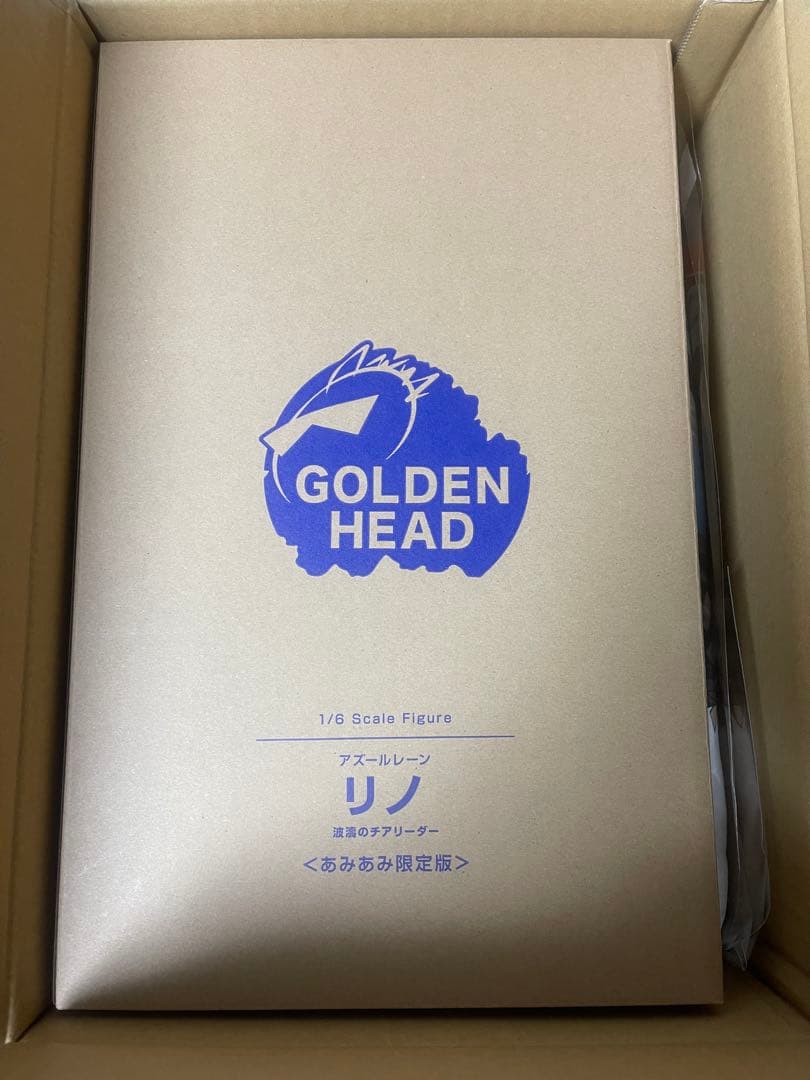 GOLDEN
HEAD
1/6 Scale Figure
アズールレーン
リノ
波濤のチアリーダー
＜あみあみ限定版＞